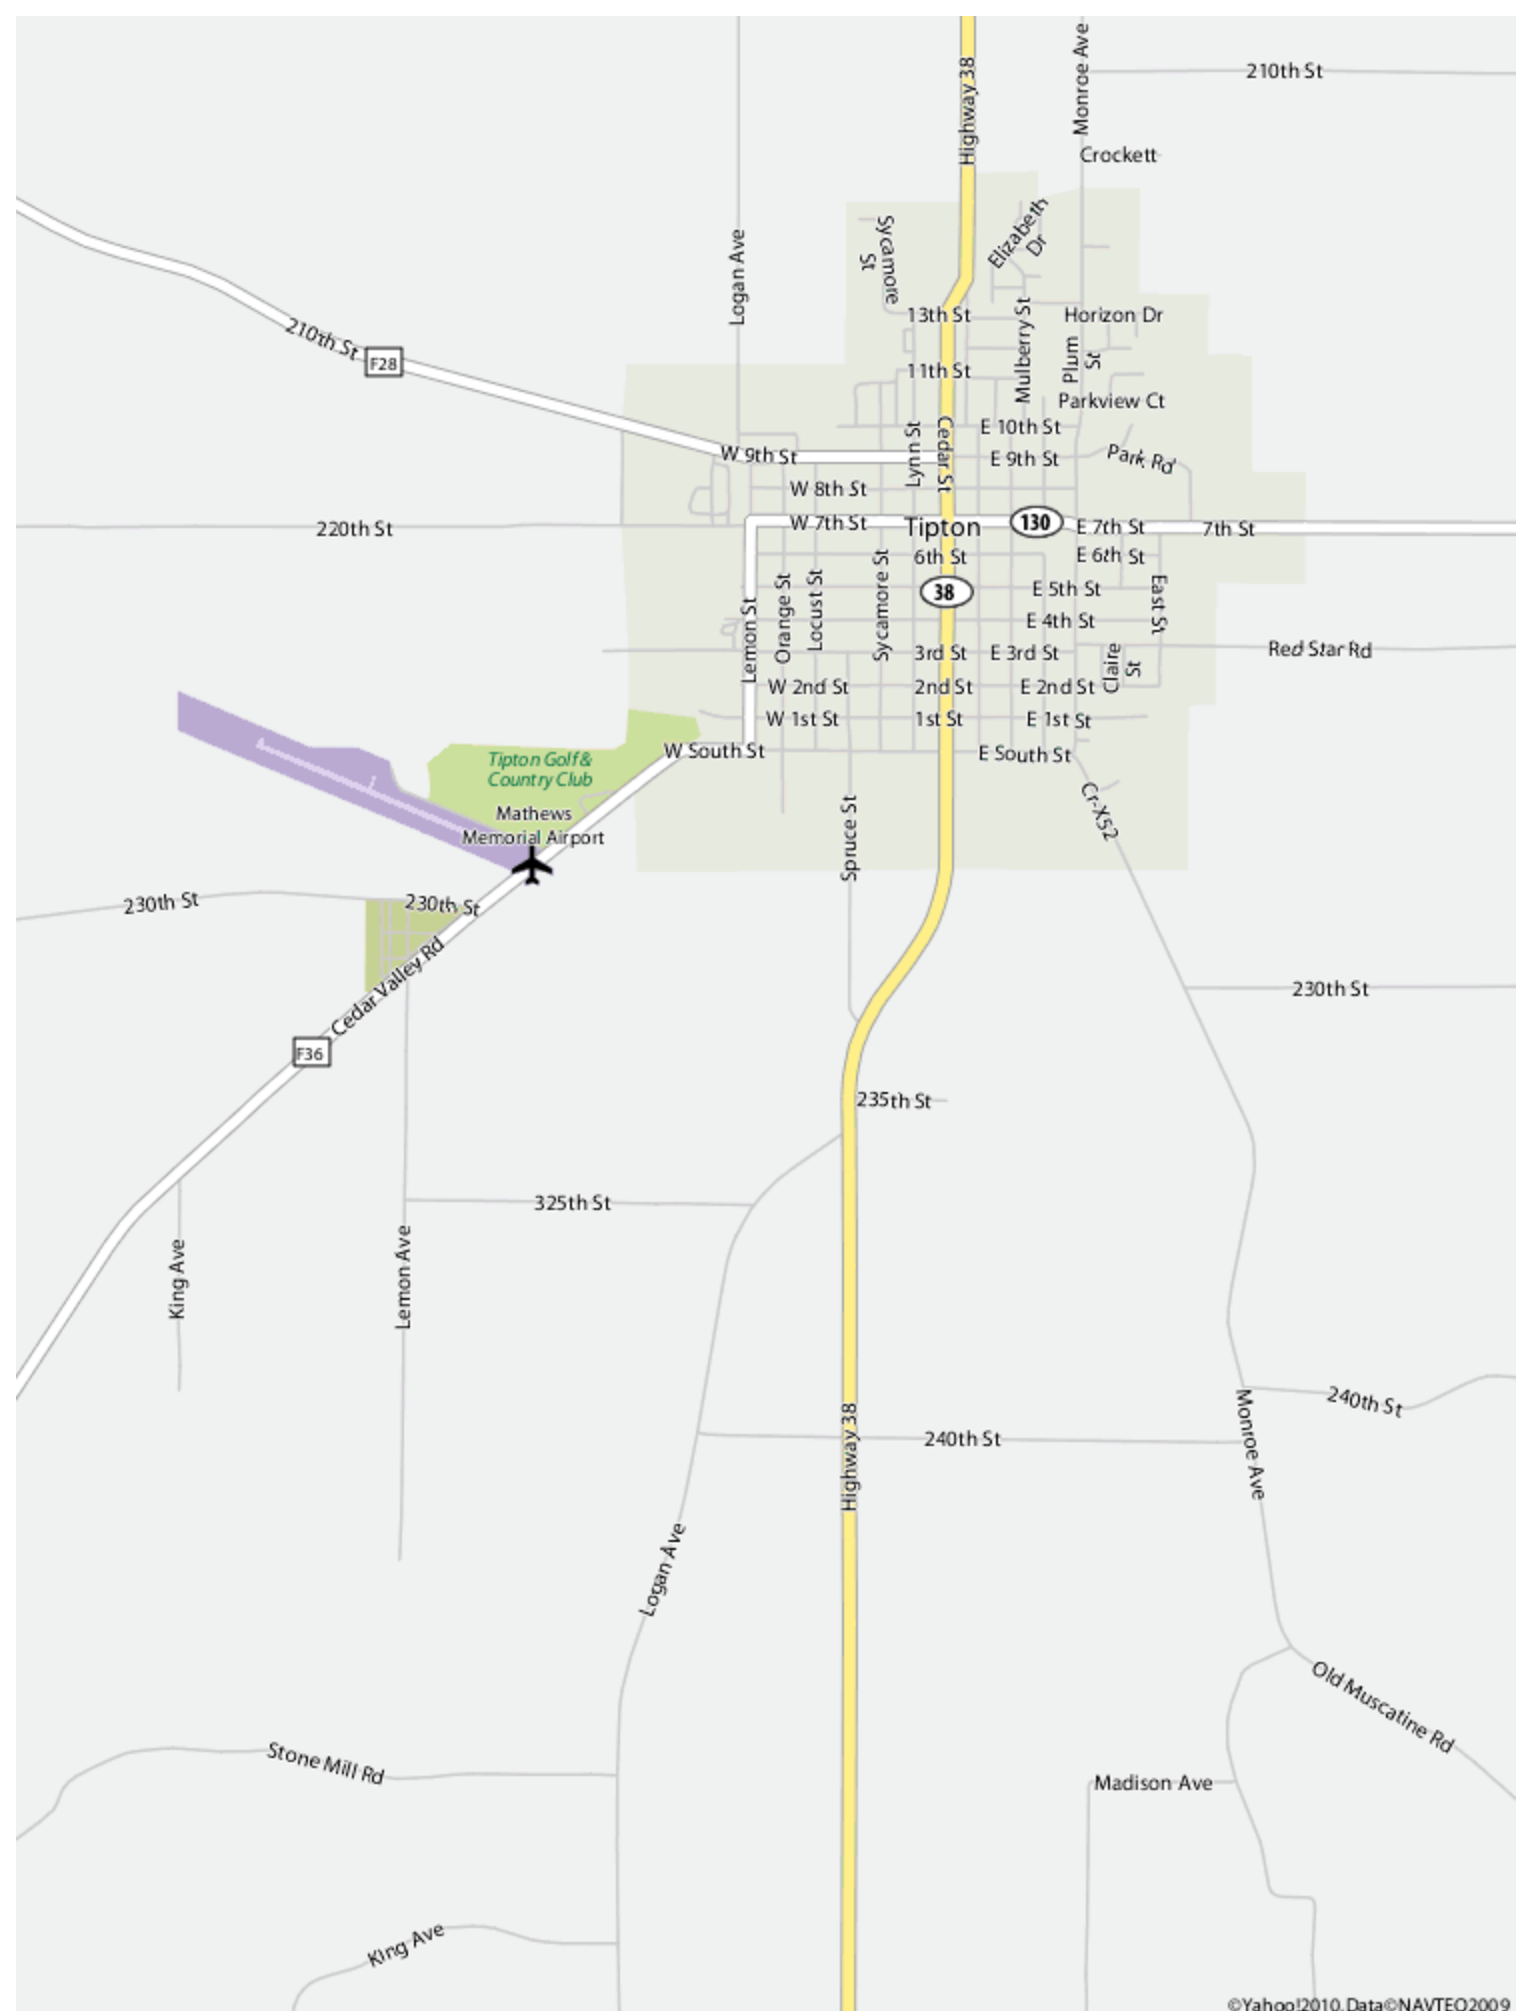 Highway 38
Monroe Ave
210th St
Crockett
Logan Ave
Sycamore
St
Elizabeth
Dr
210th St
F28
13th St
Mulberry St
Horizon Dr
Plum
St
11th St
Parkview Ct
Lynn St
Cedar St
E 10th St
W 9th St
E 9th St
Park Rd
W 8th St
220th St
W 7th St
Tipton
130
E 7th St
7th St
6th St
E 6th St
Lemon St
Orange St
Locust St
Sycamore St
38
E 5th St
East St
E 4th St
3rd St
E 3rd St
Claire
St
Red Star Rd
W 2nd St
2nd St
E 2nd St
W 1st St
1st St
E 1st St
W South St
E South St
Tipton Golf &
Country Club
Mathews
Memorial Airport
Spruce St
Cr-X52
230th St
230th St
Cedar Valley Rd
230th St
F36
235th St
325th St
King Ave
Lemon Ave
Highway 38
240th St
240th St
Monroe Ave
Logan Ave
Old Muscatine Rd
Stone Mill Rd
Madison Ave
King Ave
©Yahoo!2010, Data©NAVTEQ2009